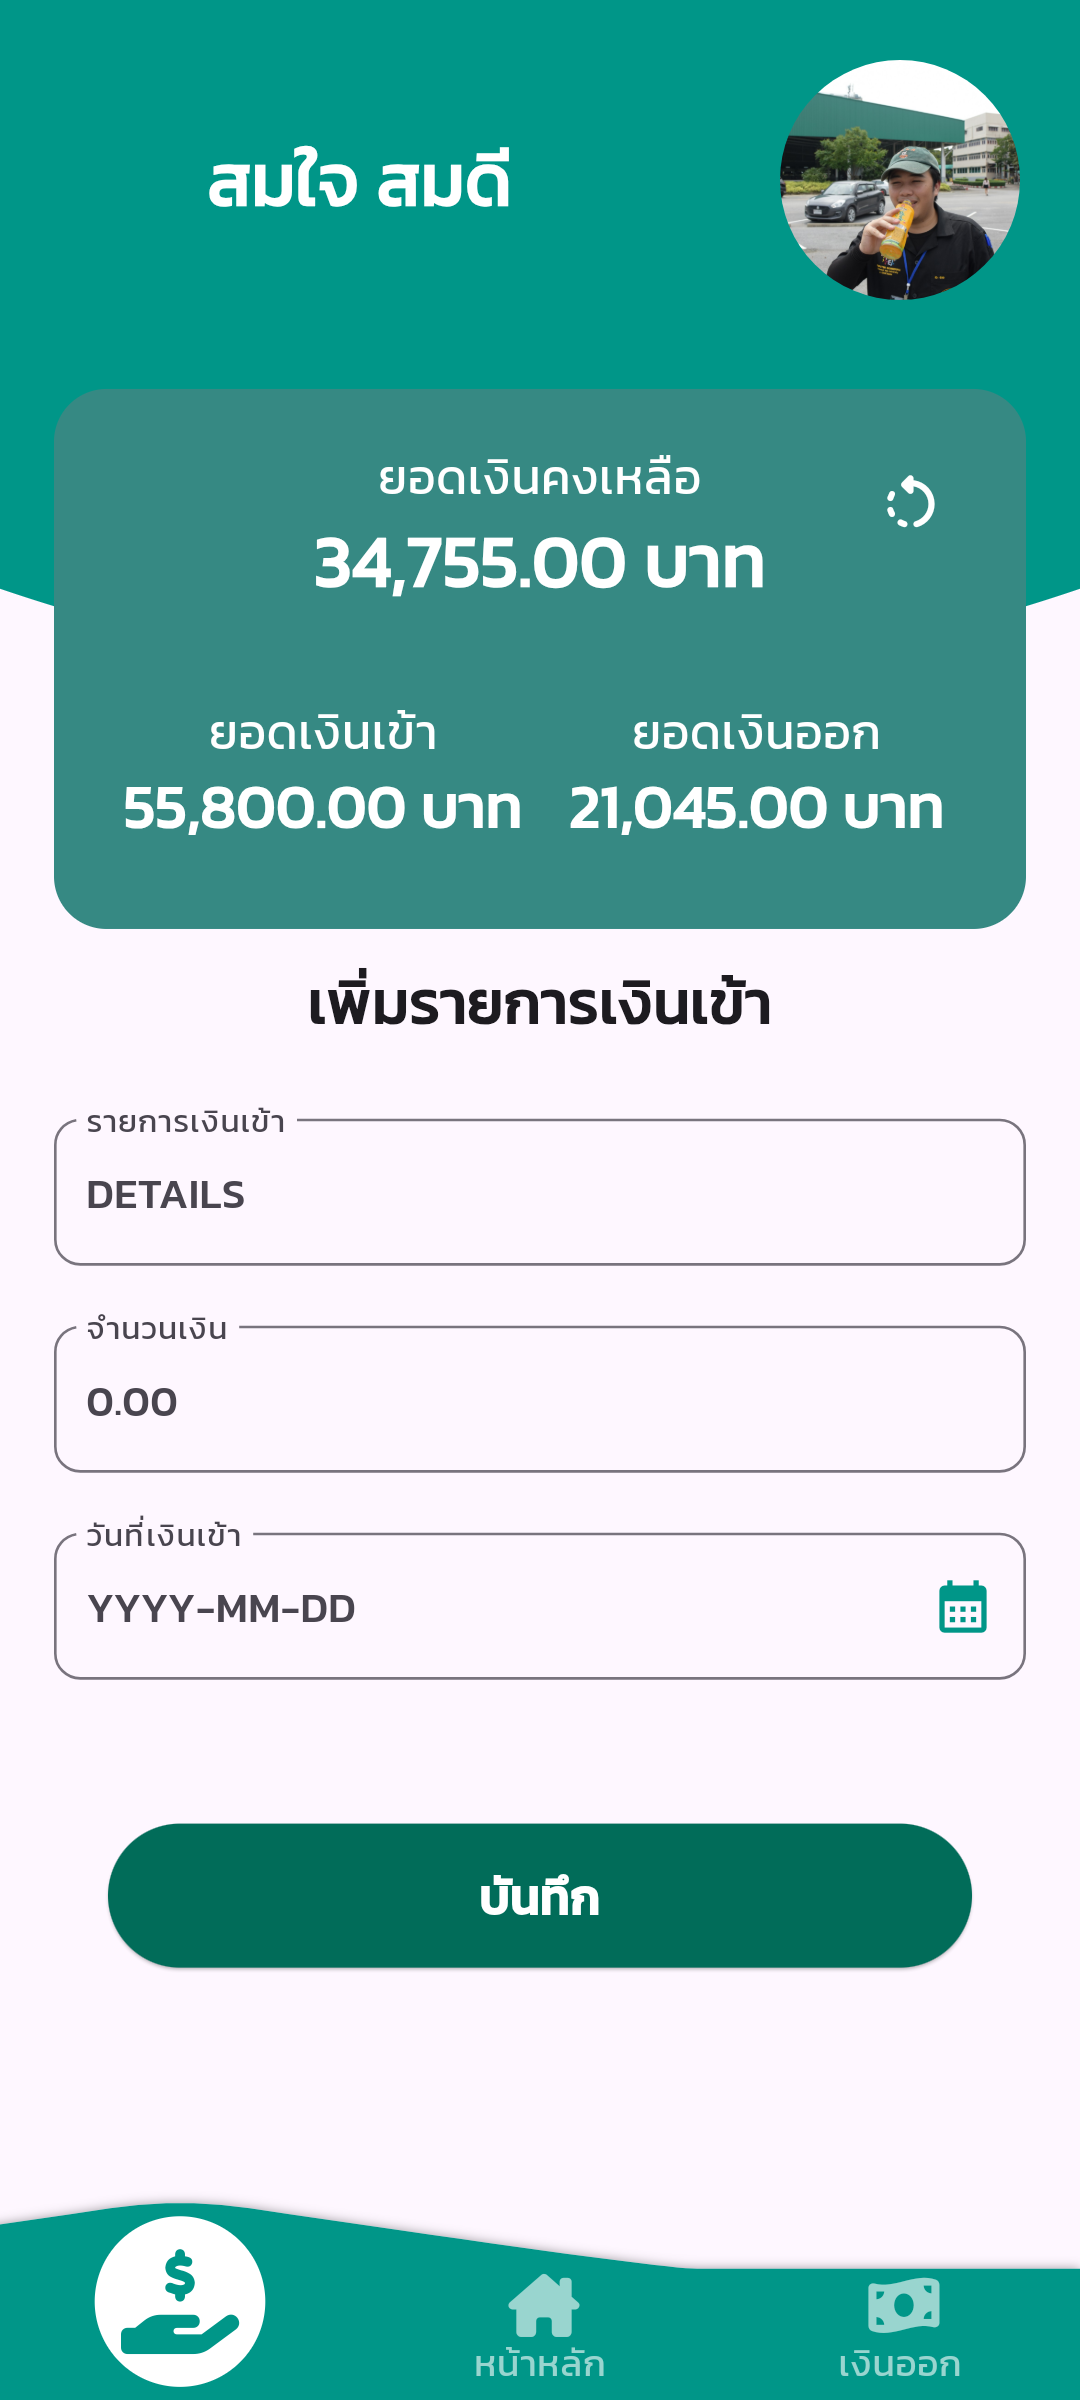 สมใจ สมดี
ยอดเงินคงเหลือ
34,755.00 บาท
ยอดเงินเข้า
55,800.00 บาท
ยอดเงินออก
21,045.00 บาท
เพิ่มรายการเงินเข้า
รายการเงินเข้า
DETAILS
จำนวนเงิน
0.00
วันที่เงินเข้า
YYYY-MM-DD
บันทึก
$
หน้าหลัก
เงินออก